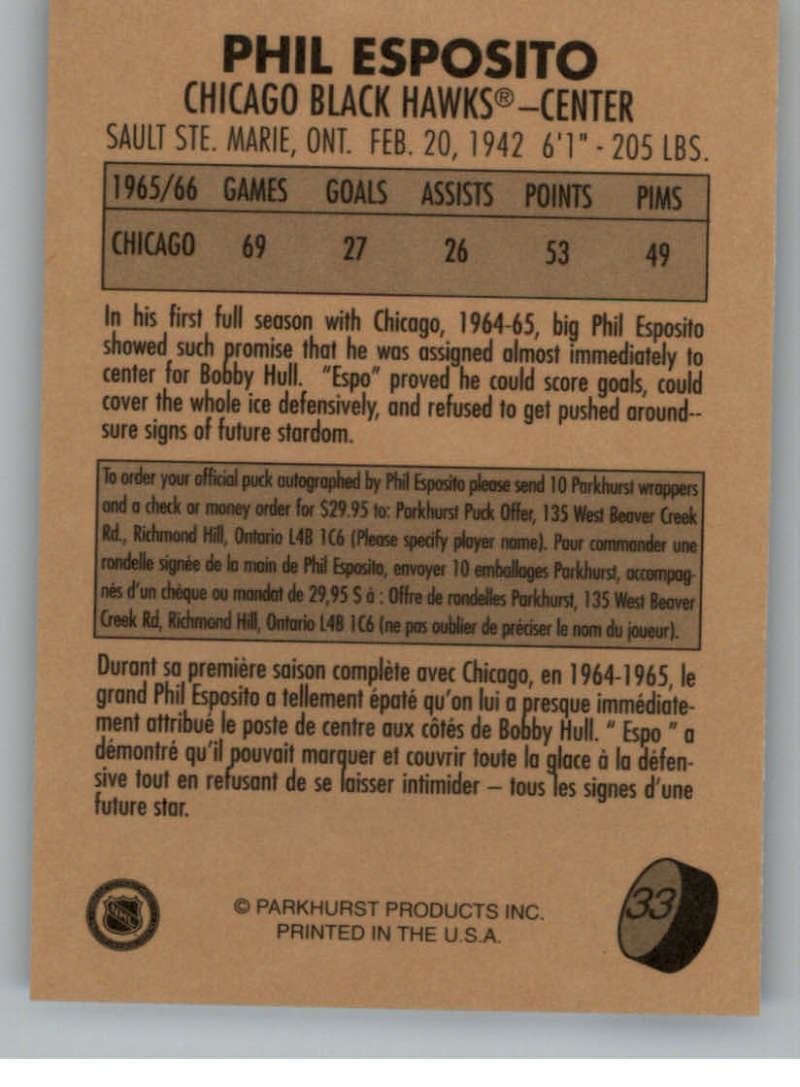 PHIL ESPOSITO
CHICAGO BLACK HAWKS®–CENTER
SAULT STE. MARIE, ONT. FEB. 20, 1942 6'1" - 205 LBS.
1965/66 GAMES GOALS ASSISTS POINTS PIMS
CHICAGO 69 27 26 53 49
In his first full season with Chicago, 1964-65, big Phil Esposito
showed such promise that he was assigned almost immediately to
center for Bobby Hull. "Espo" proved he could score goals, could
cover the whole ice defensively, and refused to get pushed around--
sure signs of future stardom.
To order your official puck autographed by Phil Esposito please send 10 Parkhurst wrappers
and a check or money order for $29.95 to: Parkhurst Puck Offer, 135 West Beaver Creek
Rd., Richmond Hill, Ontario L4B 1C6 (Please specify player name). Pour commander une
rondelle signée de la main de Phil Esposito, envoyer 10 emballages Parkhurst, accompag-
nés d'un chèque ou mandat de 29,95 $ à : Offre de rondelles Parkhurst, 135 West Beaver
Creek Rd, Richmond Hill, Ontario L4B 1C6 (ne pas oublier de préciser le nom du joueur).
Durant sa première saison complète avec Chicago, en 1964-1965, le
grand Phil Esposito a tellement épaté qu'on lui a presque immédiate-
ment attribué le poste de centre aux côtés de Bobby Hull. " Espo " a
démontré qu'il pouvait marquer et couvrir toute la glace à la défen-
sive tout en refusant de se laisser intimider – tous les signes d'une
future star.
NHL
© PARKHURST PRODUCTS INC.
PRINTED IN THE U.S.A.
33